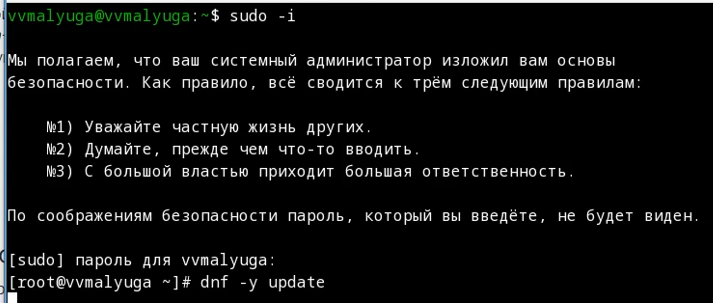 vvmalyuga@vvmalyuga:~$ sudo -i
Мы полагаем, что ваш системный администратор изложил вам основы
безопасности. Как правило, всё сводится к трём следующим правилам:
№1) Уважайте частную жизнь других.
№2) Думайте, прежде чем что-то вводить.
№3) С большой властью приходит большая ответственность.
По соображениям безопасности пароль, который вы введёте, не будет виден.
[sudo] пароль для vvmalyuga:
[root@vvmalyuga ~]# dnf -y update